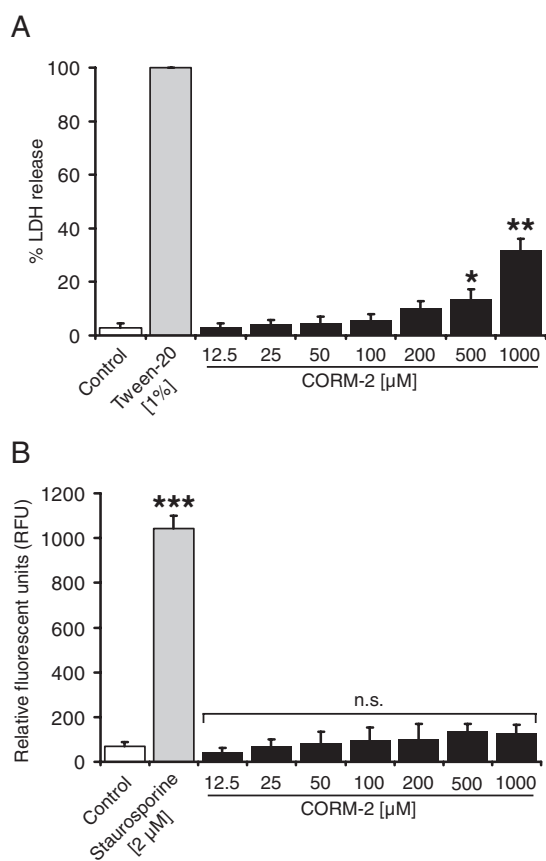 A
% LDH release
100
80
60
40
20
0
*
**
Control
Tween-20
[1%]
12.5 25 50 100 200 500 1000
CORM-2 [µM]
B
Relative fluorescent units (RFU)
1200
1000
800
600
400
200
0
***
n.s.
Control
Staurosporine
[2 µM]
12.5 25 50 100 200 500 1000
CORM-2 [µM]